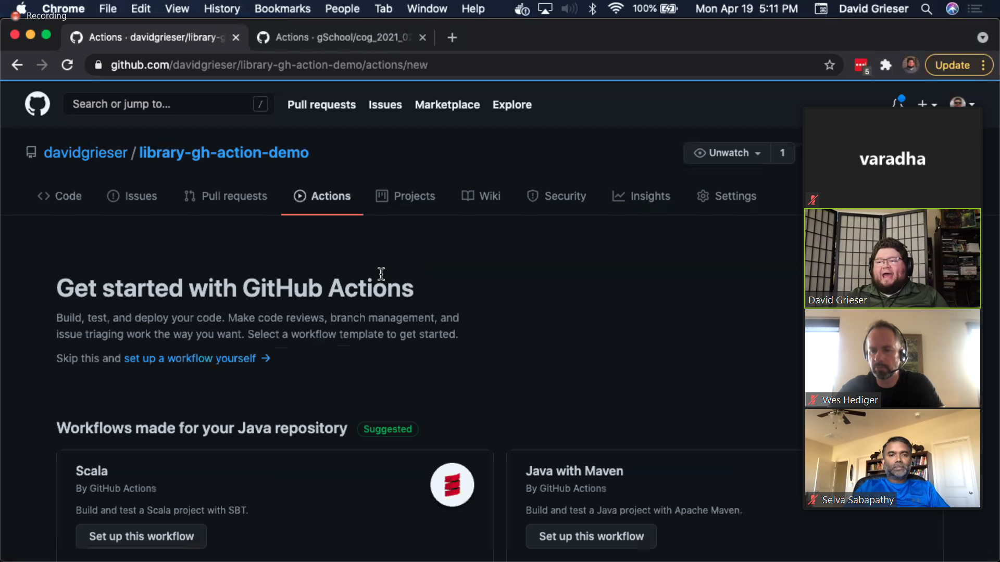 Chrome File Edit View History Bookmarks People Tab Window Help 100% Mon Apr 19 5:11 PM David Grieser
Recording
Actions · davidgrieser/library-g
Actions · gSchool/cog_2021_0
github.com/davidgrieser/library-gh-action-demo/actions/new
5
Update
Search or jump to...
/
Pull requests Issues Marketplace Explore
davidgrieser / library-gh-action-demo
Unwatch 1
Code Issues Pull requests Actions Projects Wiki Security Insights Settings
Get started with GitHub Actions
Build, test, and deploy your code. Make code reviews, branch management, and
issue triaging work the way you want. Select a workflow template to get started.
Skip this and set up a workflow yourself →
Workflows made for your Java repository Suggested
Scala
By GitHub Actions
Build and test a Scala project with SBT.
Set up this workflow
Java with Maven
By GitHub Actions
Build and test a Java project with Apache Maven.
Set up this workflow
varadha
David Grieser
Wes Hediger
Selva Sabapathy